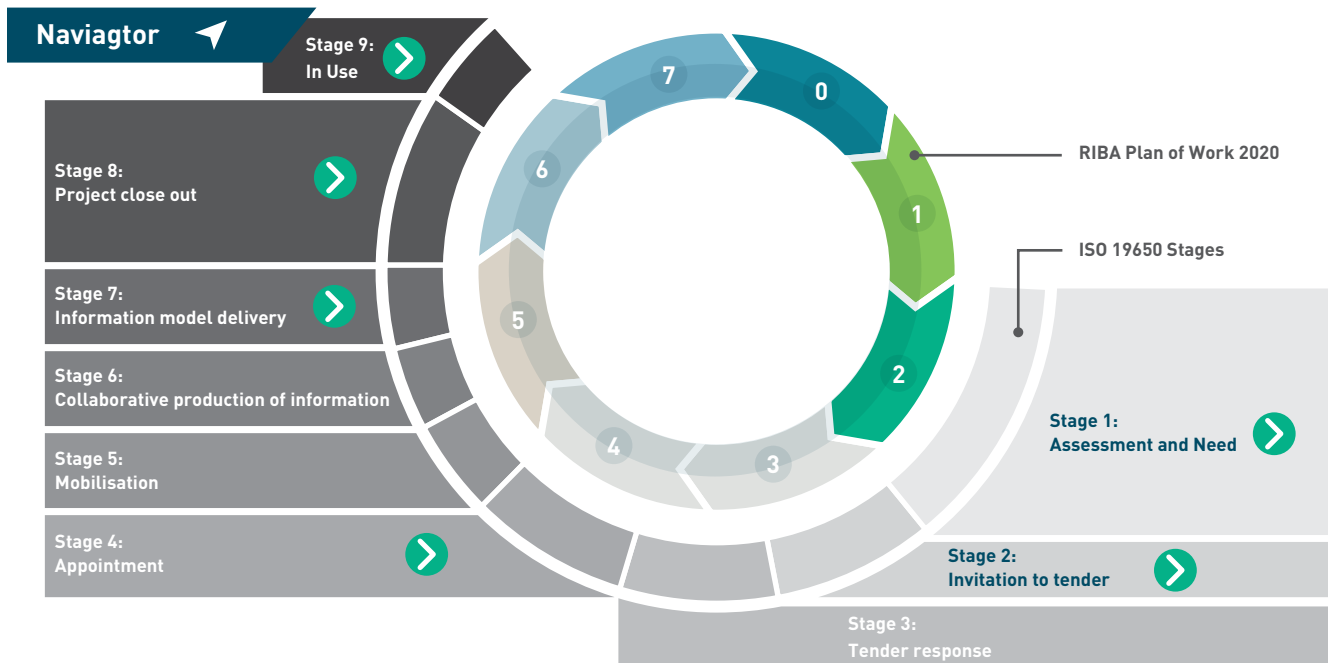 Naviagtor
Stage 9:
In Use
Stage 8:
Project close out
Stage 7:
Information model delivery
Stage 6:
Collaborative production of information
Stage 5:
Mobilisation
Stage 4:
Appointment
7
0
6
1
5
2
4
3
RIBA Plan of Work 2020
ISO 19650 Stages
Stage 1:
Assessment and Need
Stage 2:
Invitation to tender
Stage 3:
Tender response